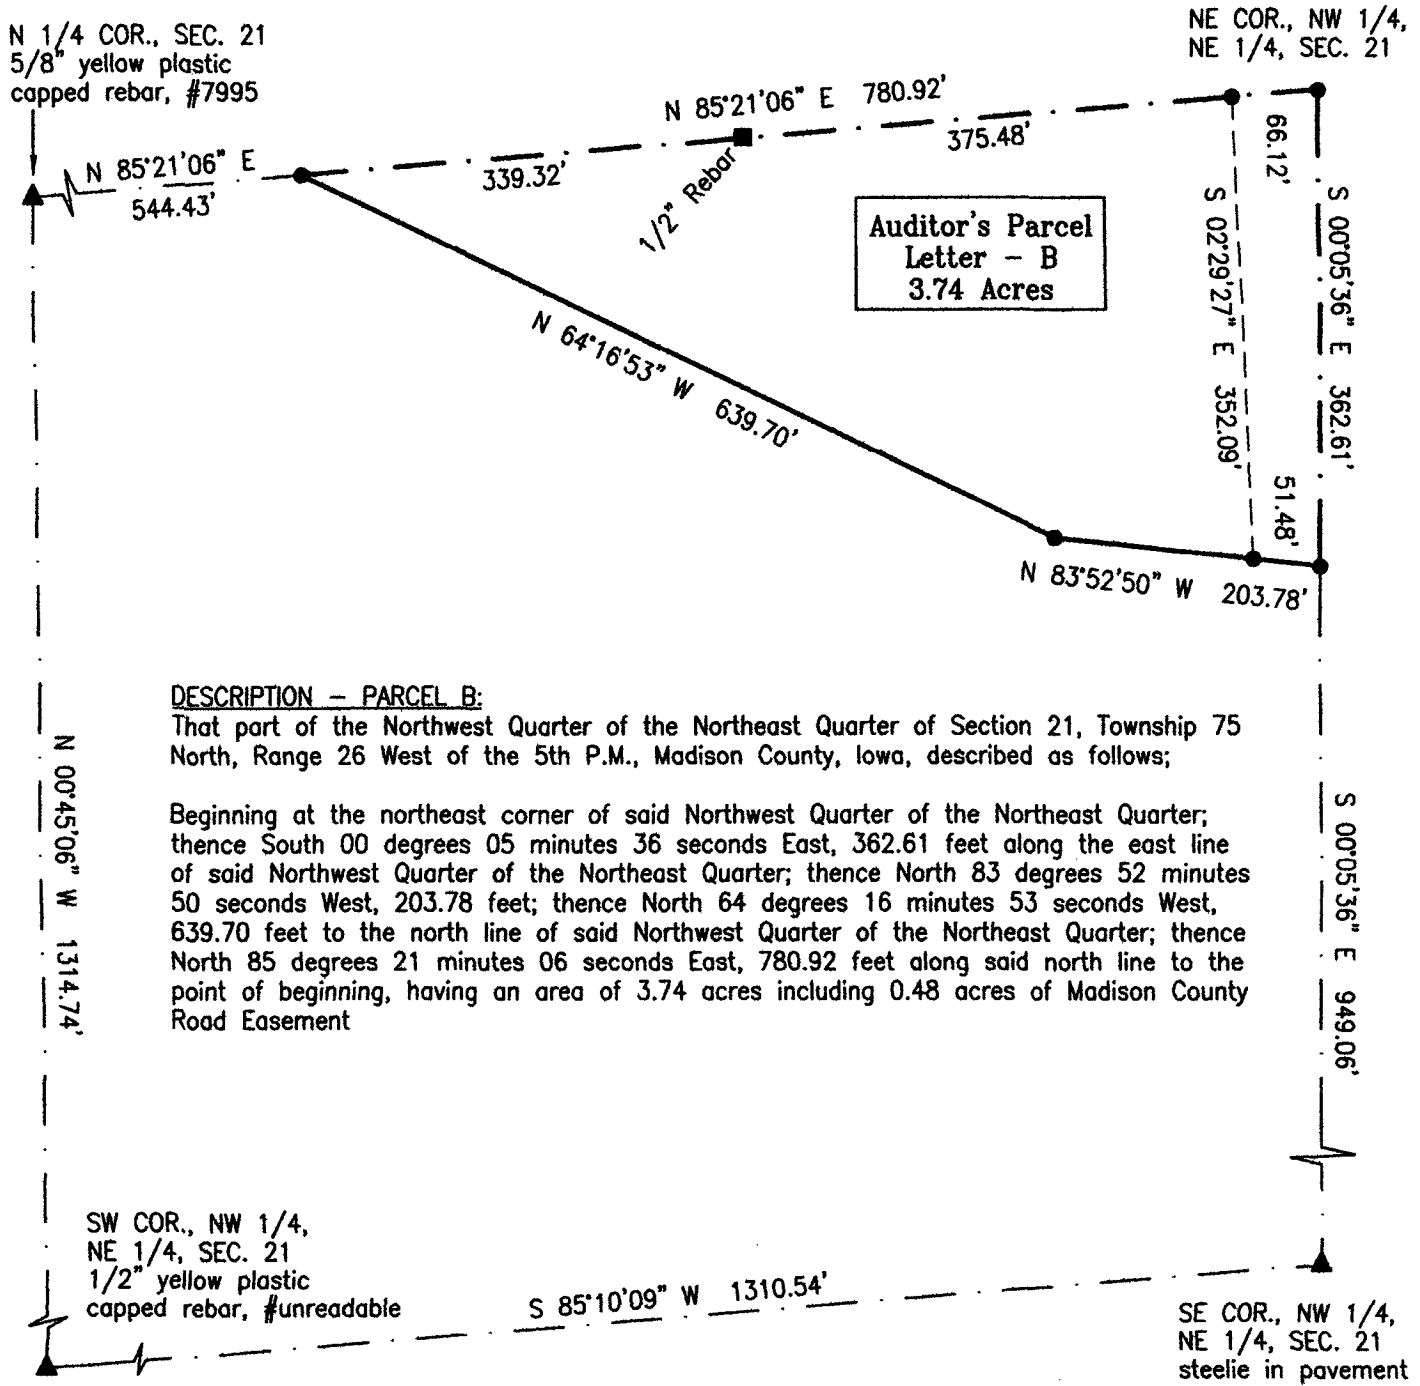 N 1/4 COR., SEC. 21
5/8" yellow plastic
capped rebar, #7995
NE COR., NW 1/4,
NE 1/4, SEC. 21
N 85°21'06" E 780.92'
N 85°21'06" E
544.43'
339.32'
1/2" Rebar
375.48'
66.12'
Auditor's Parcel
Letter - B
3.74 Acres
S 02°29'27" E 352.09'
S 00°05'36" E 362.61'
N 64°16'53" W 639.70'
51.48'
N 83°52'50" W 203.78'
DESCRIPTION - PARCEL B:
That part of the Northwest Quarter of the Northeast Quarter of Section 21, Township 75
North, Range 26 West of the 5th P.M., Madison County, Iowa, described as follows;
Beginning at the northeast corner of said Northwest Quarter of the Northeast Quarter;
thence South 00 degrees 05 minutes 36 seconds East, 362.61 feet along the east line
of said Northwest Quarter of the Northeast Quarter; thence North 83 degrees 52 minutes
50 seconds West, 203.78 feet; thence North 64 degrees 16 minutes 53 seconds West,
639.70 feet to the north line of said Northwest Quarter of the Northeast Quarter; thence
North 85 degrees 21 minutes 06 seconds East, 780.92 feet along said north line to the
point of beginning, having an area of 3.74 acres including 0.48 acres of Madison County
Road Easement
N 00°45'06" W 1314.74'
S 00°05'36" E 949.06'
SW COR., NW 1/4,
NE 1/4, SEC. 21
1/2" yellow plastic
capped rebar, #unreadable
S 85°10'09" W 1310.54'
SE COR., NW 1/4,
NE 1/4, SEC. 21
steelie in pavement